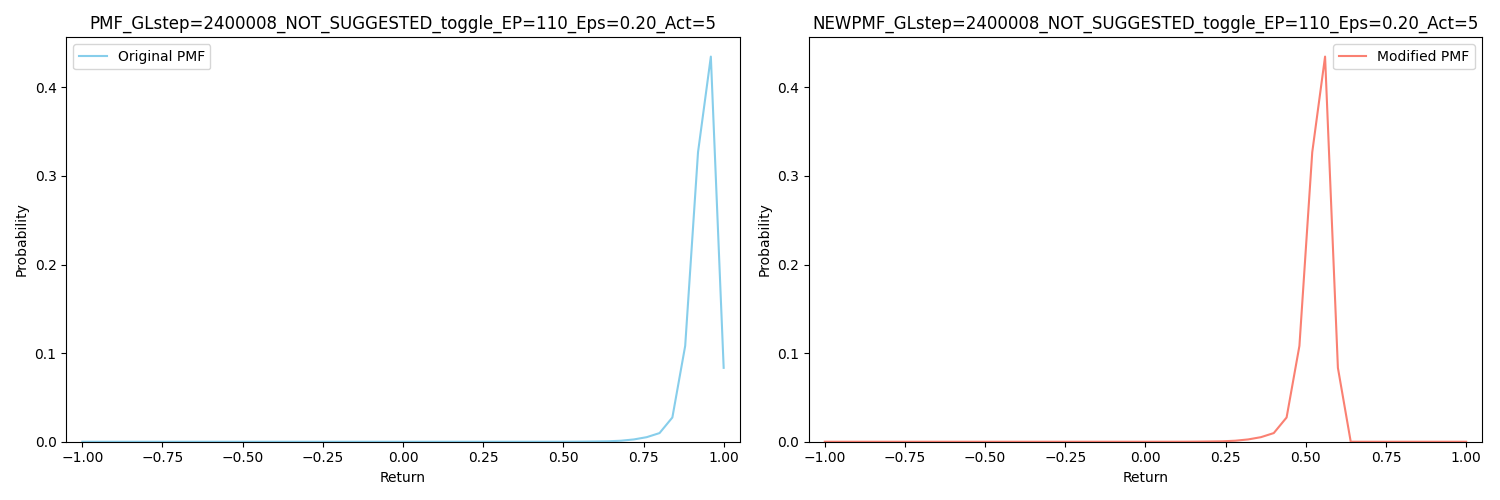 PMF_GLstep=2400008_NOT_SUGGESTED_toggle_EP=110_Eps=0.20_Act=5
Original PMF
Probability
0.4
0.3
0.2
0.1
0.0
−1.00 −0.75 −0.50 −0.25 0.00 0.25 0.50 0.75 1.00
Return
NEWPMF_GLstep=2400008_NOT_SUGGESTED_toggle_EP=110_Eps=0.20_Act=5
Modified PMF
Probability
0.4
0.3
0.2
0.1
0.0
−1.00 −0.75 −0.50 −0.25 0.00 0.25 0.50 0.75 1.00
Return